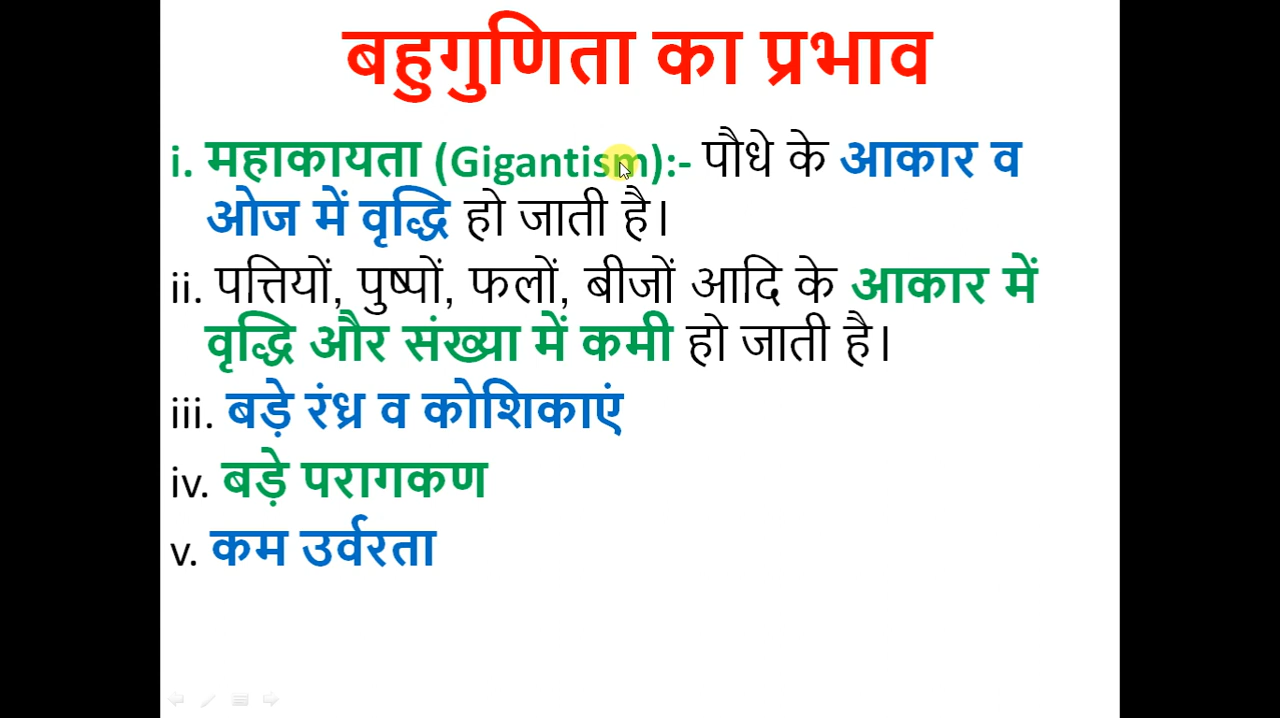 बहुगुणिता का प्रभाव
i. महाकायता (Gigantism):- पौधे के आकार व
ओज में वृद्धि हो जाती है।
ii. पत्तियों, पुष्पों, फलों, बीजों आदि के आकार में
वृद्धि और संख्या में कमी हो जाती है।
iii. बड़े रंध्र व कोशिकाएं
iv. बड़े परागकण
v. कम उर्वरता